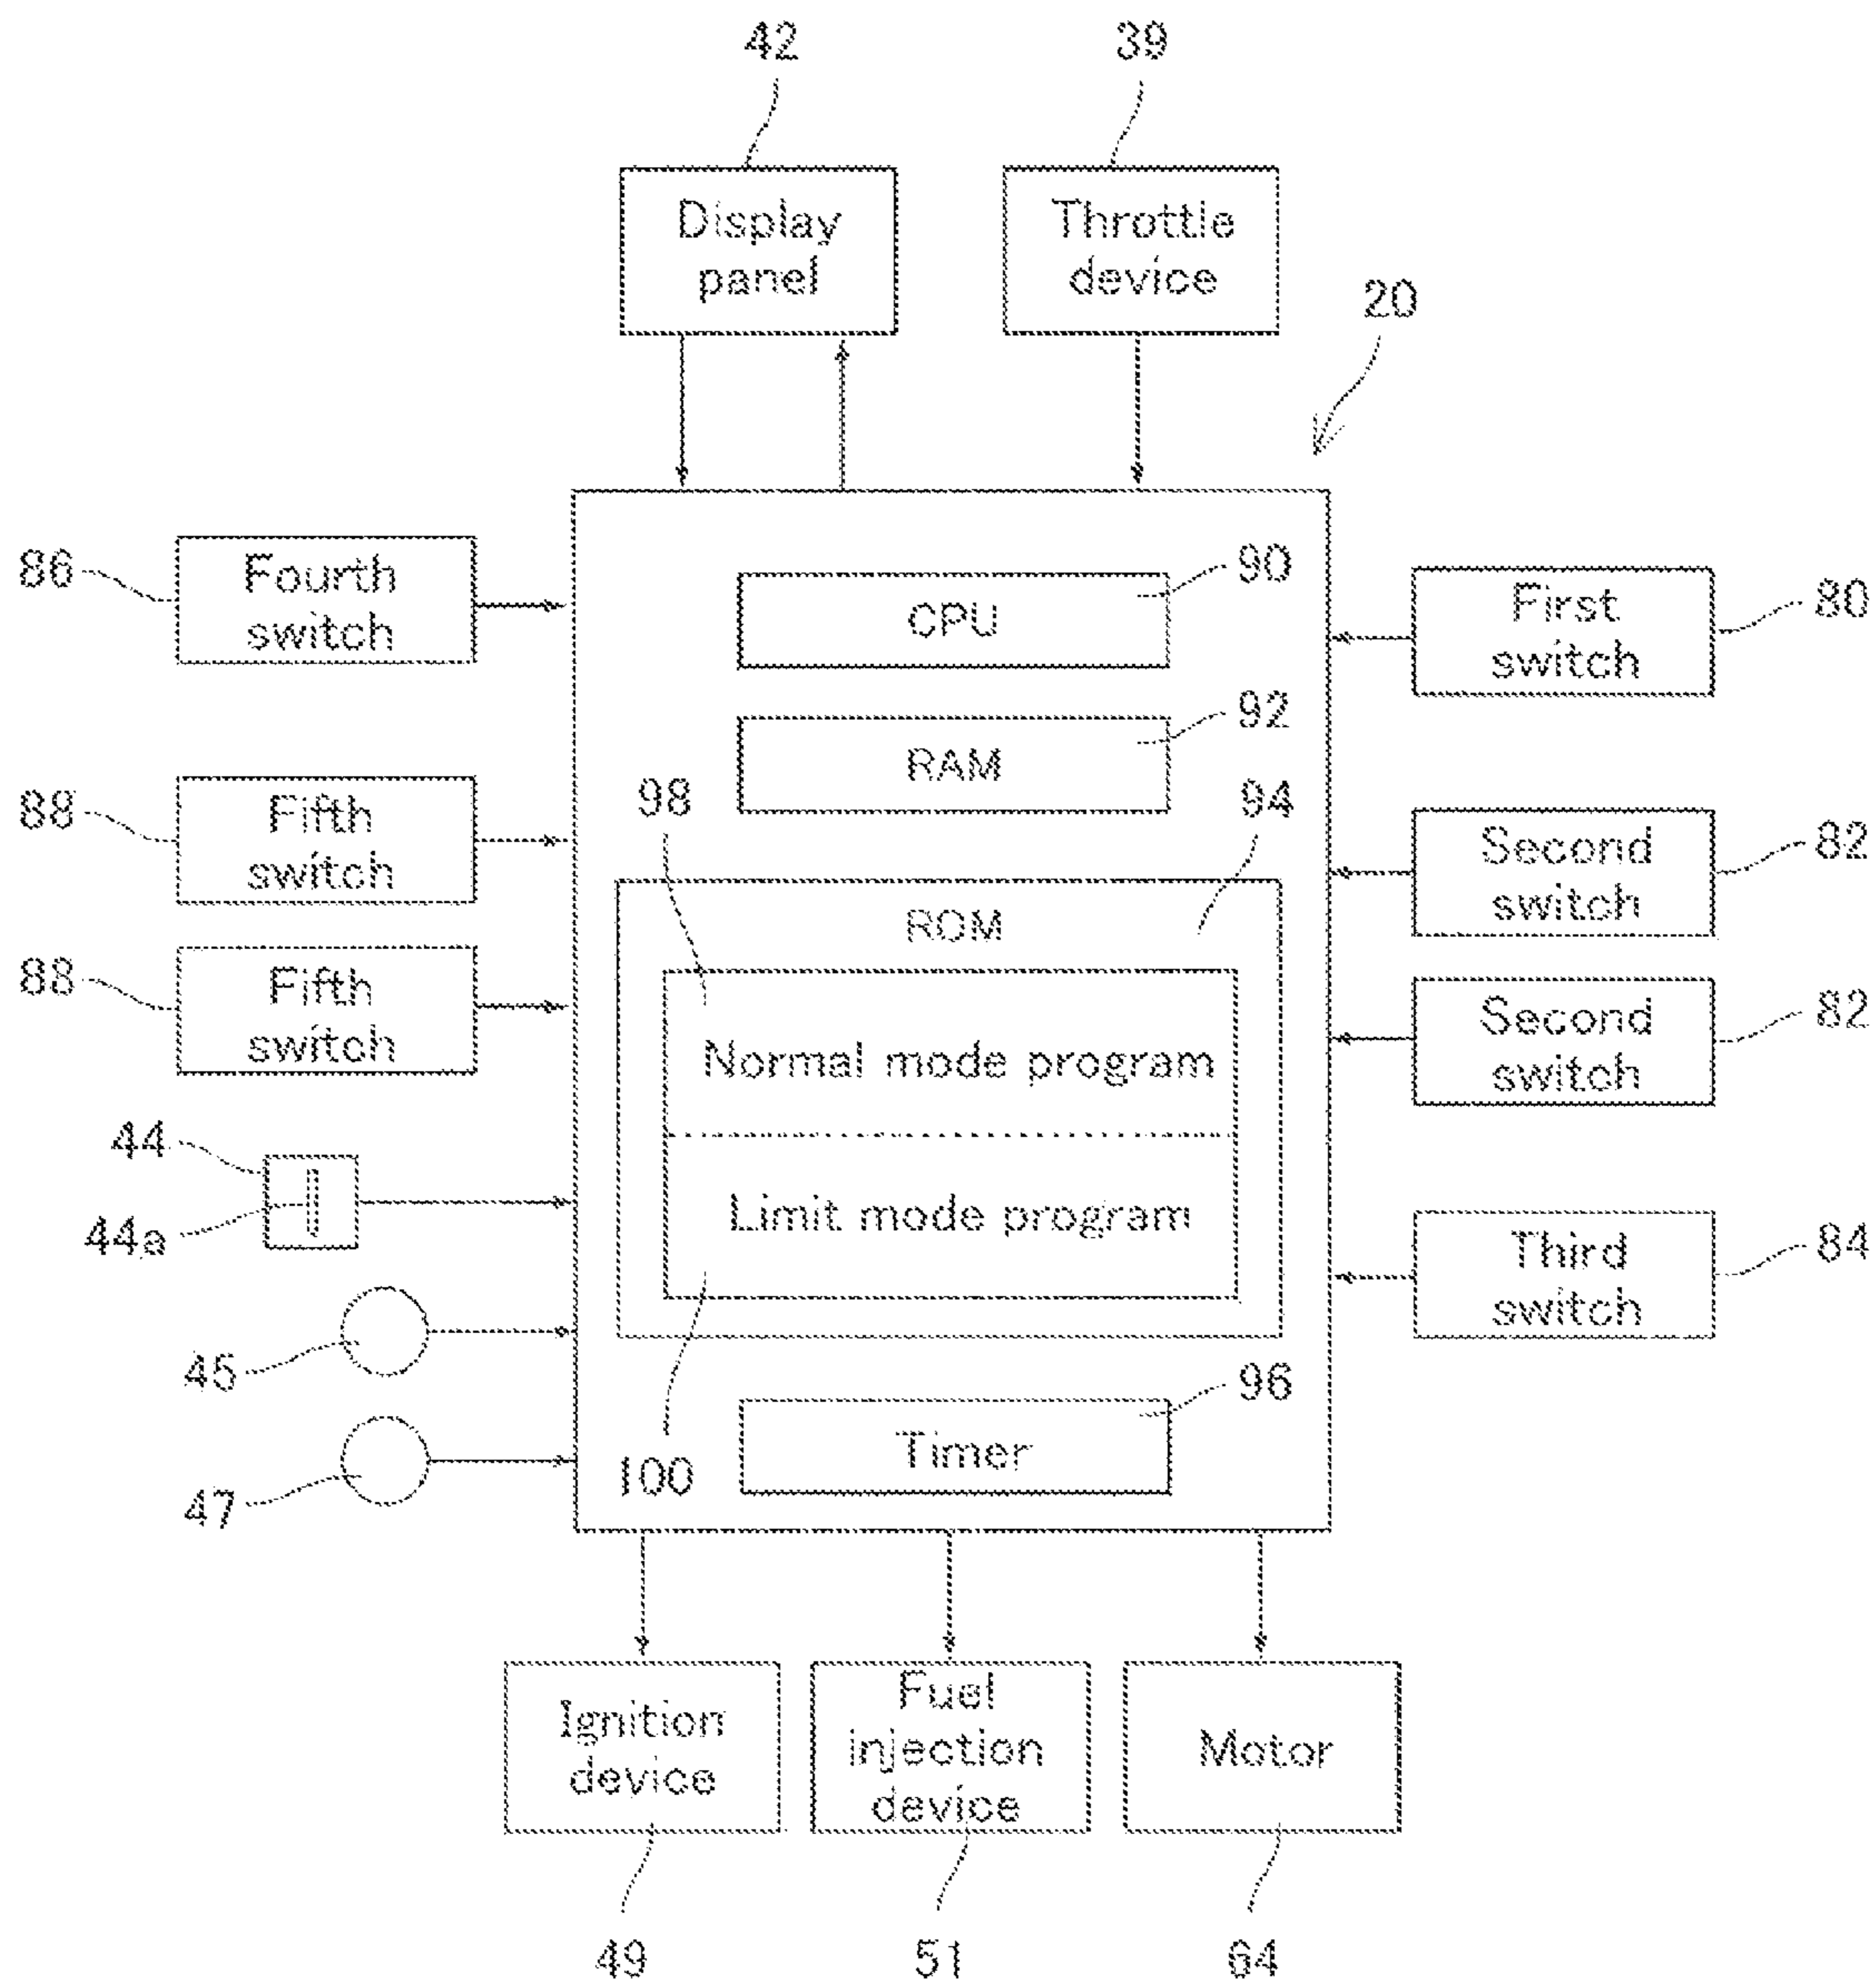 42
39
Display
panel
Throttle
device
20
86
Fourth
switch
90
CPU
First
switch
80
92
RAM
88
Fifth
switch
98
94
Second
switch
82
ROM
88
Fifth
switch
Normal mode program
Second
switch
82
44
44a
Limit mode program
Third
switch
84
45
96
47
100
Timer
Ignition
device
Fuel
injection
device
Motor
49
51
64